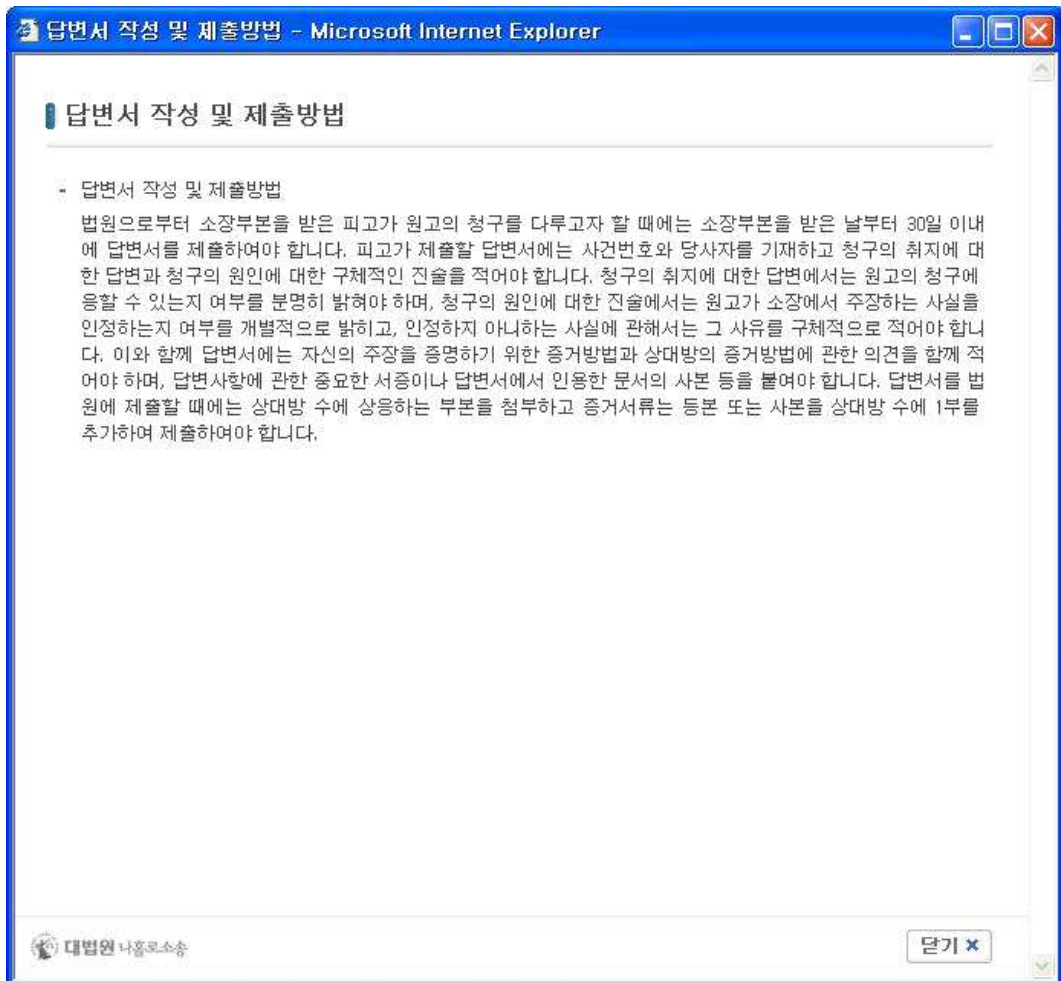 답변서 작성 및 제출방법 - Microsoft Internet Explorer
답변서 작성 및 제출방법
- 답변서 작성 및 제출방법
법원으로부터 소장부본을 받은 피고가 원고의 청구를 다루고자 할 때에는 소장부본을 받은 날부터 30일 이내
에 답변서를 제출하여야 합니다. 피고가 제출할 답변서에는 사건번호와 당사자를 기재하고 청구의 취지에 대
한 답변과 청구의 원인에 대한 구체적인 진술을 적어야 합니다. 청구의 취지에 대한 답변에서는 원고의 청구에
응할 수 있는지 여부를 분명히 밝혀야 하며, 청구의 원인에 대한 진술에서는 원고가 소장에서 주장하는 사실을
인정하는지 여부를 개별적으로 밝히고, 인정하지 아니하는 사실에 관해서는 그 사유를 구체적으로 적어야 합니
다. 이와 함께 답변서에는 자신의 주장을 증명하기 위한 증거방법과 상대방의 증거방법에 관한 의견을 함께 적
어야 하며, 답변사항에 관한 중요한 서증이나 답변서에서 인용한 문서의 사본 등을 붙여야 합니다. 답변서를 법
원에 제출할 때에는 상대방 수에 상응하는 부본을 첨부하고 증거서류는 등본 또는 사본을 상대방 수에 1부를
추가하여 제출하여야 합니다.
대법원 나홀로소송
닫기